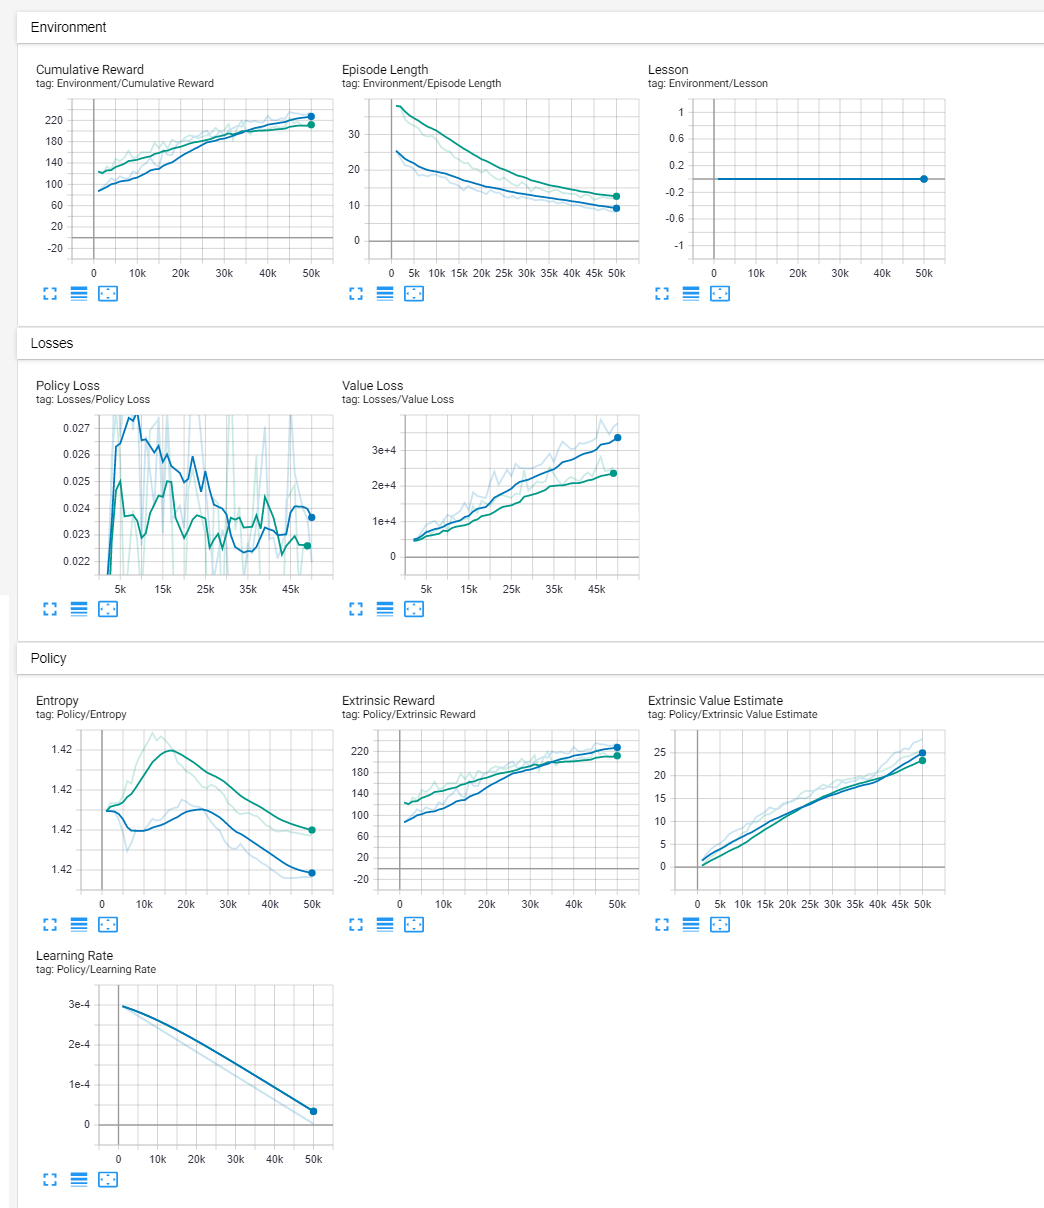 Environment
Cumulative Reward Episode Length Lesson
tag: Environment/Cumulative Reward tag: Environment/Episode Length tag: Environment/Lesson
220
180
140
100
60
20
-20
0 10k 20k 30k 40k 50k
30
20
10
0
0 5k 10k 15k 20k 25k 30k 35k 40k 45k 50k
1
0.6
0.2
-0.2
-0.6
-1
0 10k 20k 30k 40k 50k
Losses
Policy Loss Value Loss
tag: Losses/Policy Loss tag: Losses/Value Loss
0.027
0.026
0.025
0.024
0.023
0.022
5k 15k 25k 35k 45k
3e+4
2e+4
1e+4
0
5k 15k 25k 35k 45k
Policy
Entropy Extrinsic Reward Extrinsic Value Estimate
tag: Policy/Entropy tag: Policy/Extrinsic Reward tag: Policy/Extrinsic Value Estimate
1.42
1.42
1.42
1.42
0 10k 20k 30k 40k 50k
220
180
140
100
60
20
-20
0 10k 20k 30k 40k 50k
25
20
15
10
5
0
0 5k 10k 15k 20k 25k 30k 35k 40k 45k 50k
Learning Rate
tag: Policy/Learning Rate
3e-4
2e-4
1e-4
0
0 10k 20k 30k 40k 50k